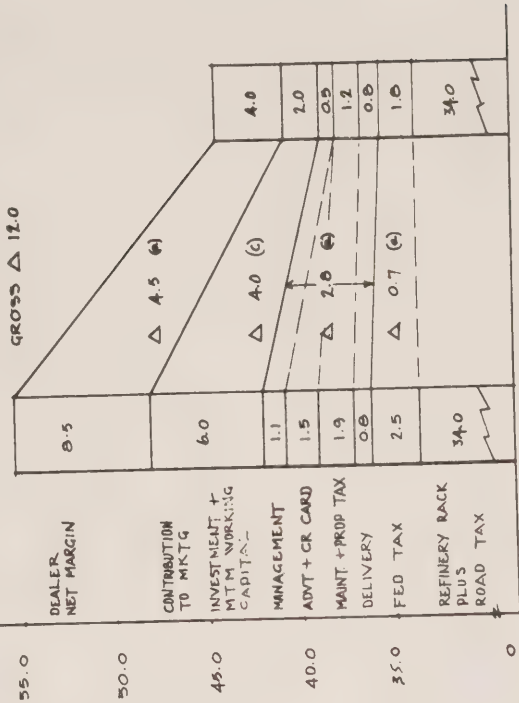 GROSS △ 12.0
55.0
DEALER
NET MARGIN
8.5
△ 4.5
50.0
CONTRIBUTION
TO MKTG
6.0
△ 4.0 (c)
4.0
45.0
INVESTMENT +
MTM WORKING
CAPITAL
MANAGEMENT
1.1
2.0
40.0
ADVT + CR CARD
1.5
△ 2.8
0.5
MAINT. + PROP TAX
1.9
1.2
DELIVERY
0.8
0.8
35.0
FED TAX
2.5
△ 0.7
1.8
REFINERY RACK
PLUS
ROAD TAX
34.0
34.0
0